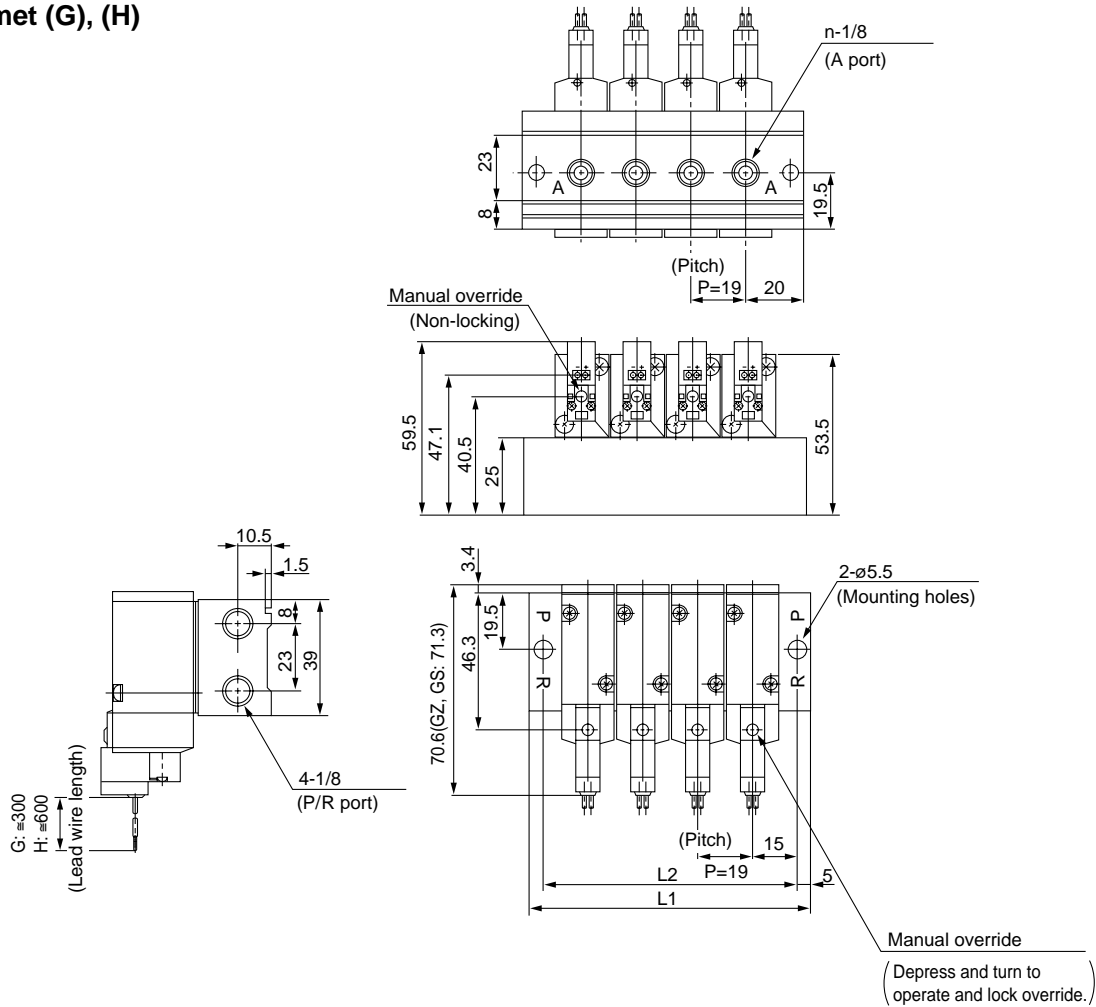 met (G), (H)
n-1/8
(A port)
23
8
A
A
19.5
(Pitch)
P=19
20
Manual override
(Non-locking)
- +
- +
- +
- +
59.5
47.1
40.5
25
53.5
10.5
1.5
8
23
39
4-1/8
(P/R port)
G: ≅300
H: ≅600
(Lead wire length)
3.4
19.5
46.3
70.6(GZ, GS: 71.3)
P
R
P
R
2-ø5.5
(Mounting holes)
(Pitch)
P=19
15
L2
5
L1
Manual override
(Depress and turn to
operate and lock override.)